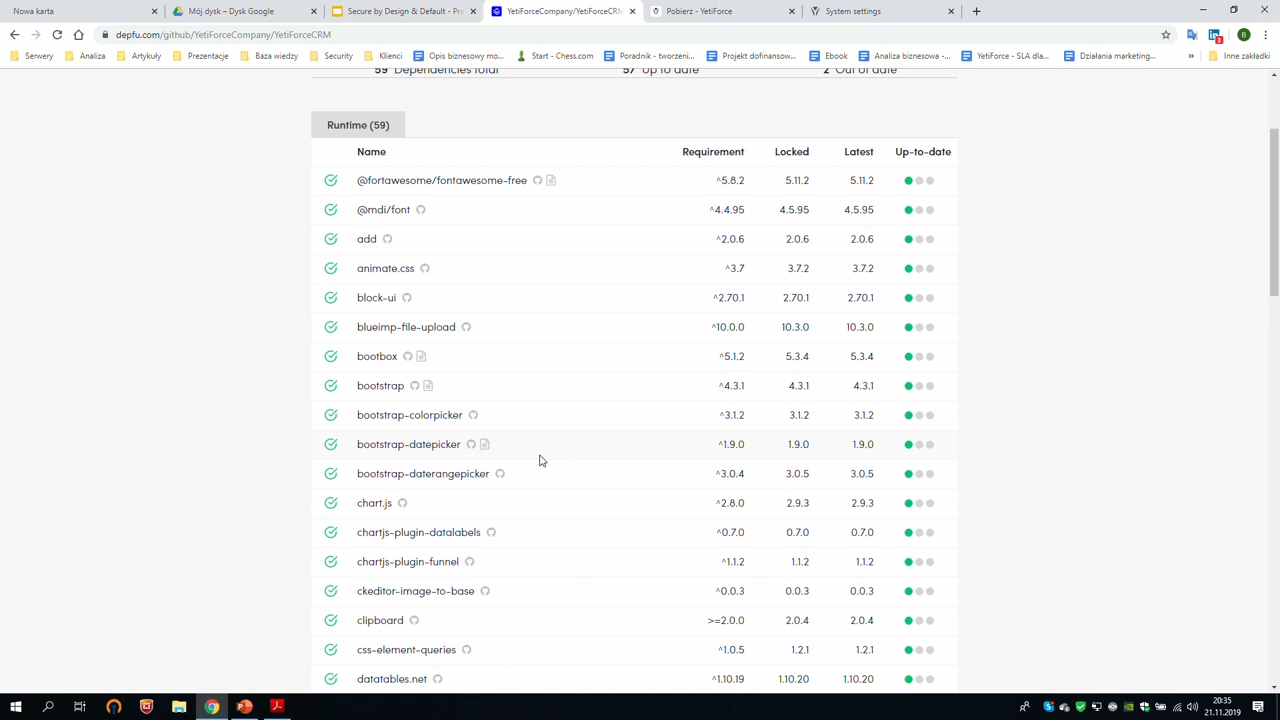 Nowa karta
Mój dysk – Dysk Google
Secure by Design & Default - Pre
YetiForceCompany/YetiForceCRM
Pobierz - YetiForce
System settings
depfu.com/github/YetiForceCompany/YetiForceCRM
Serwery
Analiza
Artykuły
Prezentacje
Baza wiedzy
Security
Klienci
Opis biznesowy mo...
Start - Chess.com
Poradnik - tworzeni...
Projekt dofinansow...
Ebook
Analiza biznesowa -...
YetiForce - SLA dla...
Działania marketing...
»
Inne zakładki
59 Dependencies total
57 Up to date
2 Out of date
Runtime (59)
Name Requirement Locked Latest Up-to-date
@fortawesome/fontawesome-free ^5.8.2 5.11.2 5.11.2
@mdi/font ^4.4.95 4.5.95 4.5.95
add ^2.0.6 2.0.6 2.0.6
animate.css ^3.7 3.7.2 3.7.2
block-ui ^2.70.1 2.70.1 2.70.1
blueimp-file-upload ^10.0.0 10.3.0 10.3.0
bootbox ^5.1.2 5.3.4 5.3.4
bootstrap ^4.3.1 4.3.1 4.3.1
bootstrap-colorpicker ^3.1.2 3.1.2 3.1.2
bootstrap-datepicker ^1.9.0 1.9.0 1.9.0
bootstrap-daterangepicker ^3.0.4 3.0.5 3.0.5
chart.js ^2.8.0 2.9.3 2.9.3
chartjs-plugin-datalabels ^0.7.0 0.7.0 0.7.0
chartjs-plugin-funnel ^1.1.2 1.1.2 1.1.2
ckeditor-image-to-base ^0.0.3 0.0.3 0.0.3
clipboard >=2.0.0 2.0.4 2.0.4
css-element-queries ^1.0.5 1.2.1 1.2.1
datatables.net ^1.10.19 1.10.20 1.10.20
20:35
21.11.2019